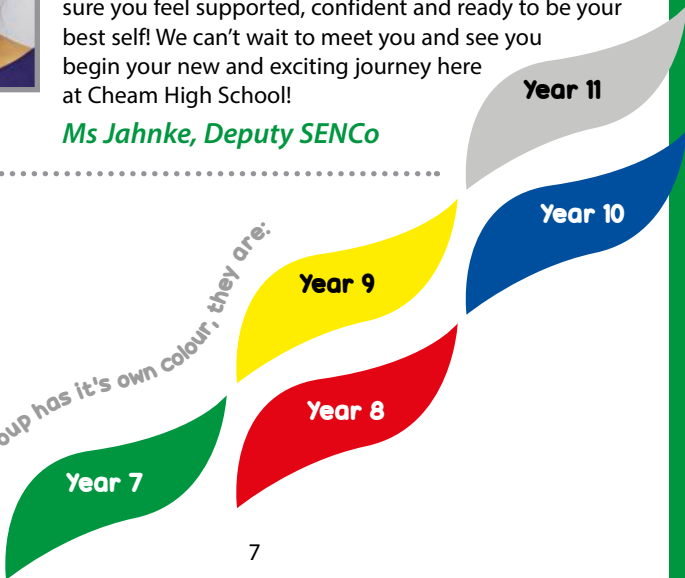 sure you feel supported, confident and ready to be your
best self! We can't wait to meet you and see you
begin your new and exciting journey here
at Cheam High School!
Ms Jahnke, Deputy SENCo
has it's own colour, they are:
Year 11
Year 10
Year 9
Year 8
Year 7
7